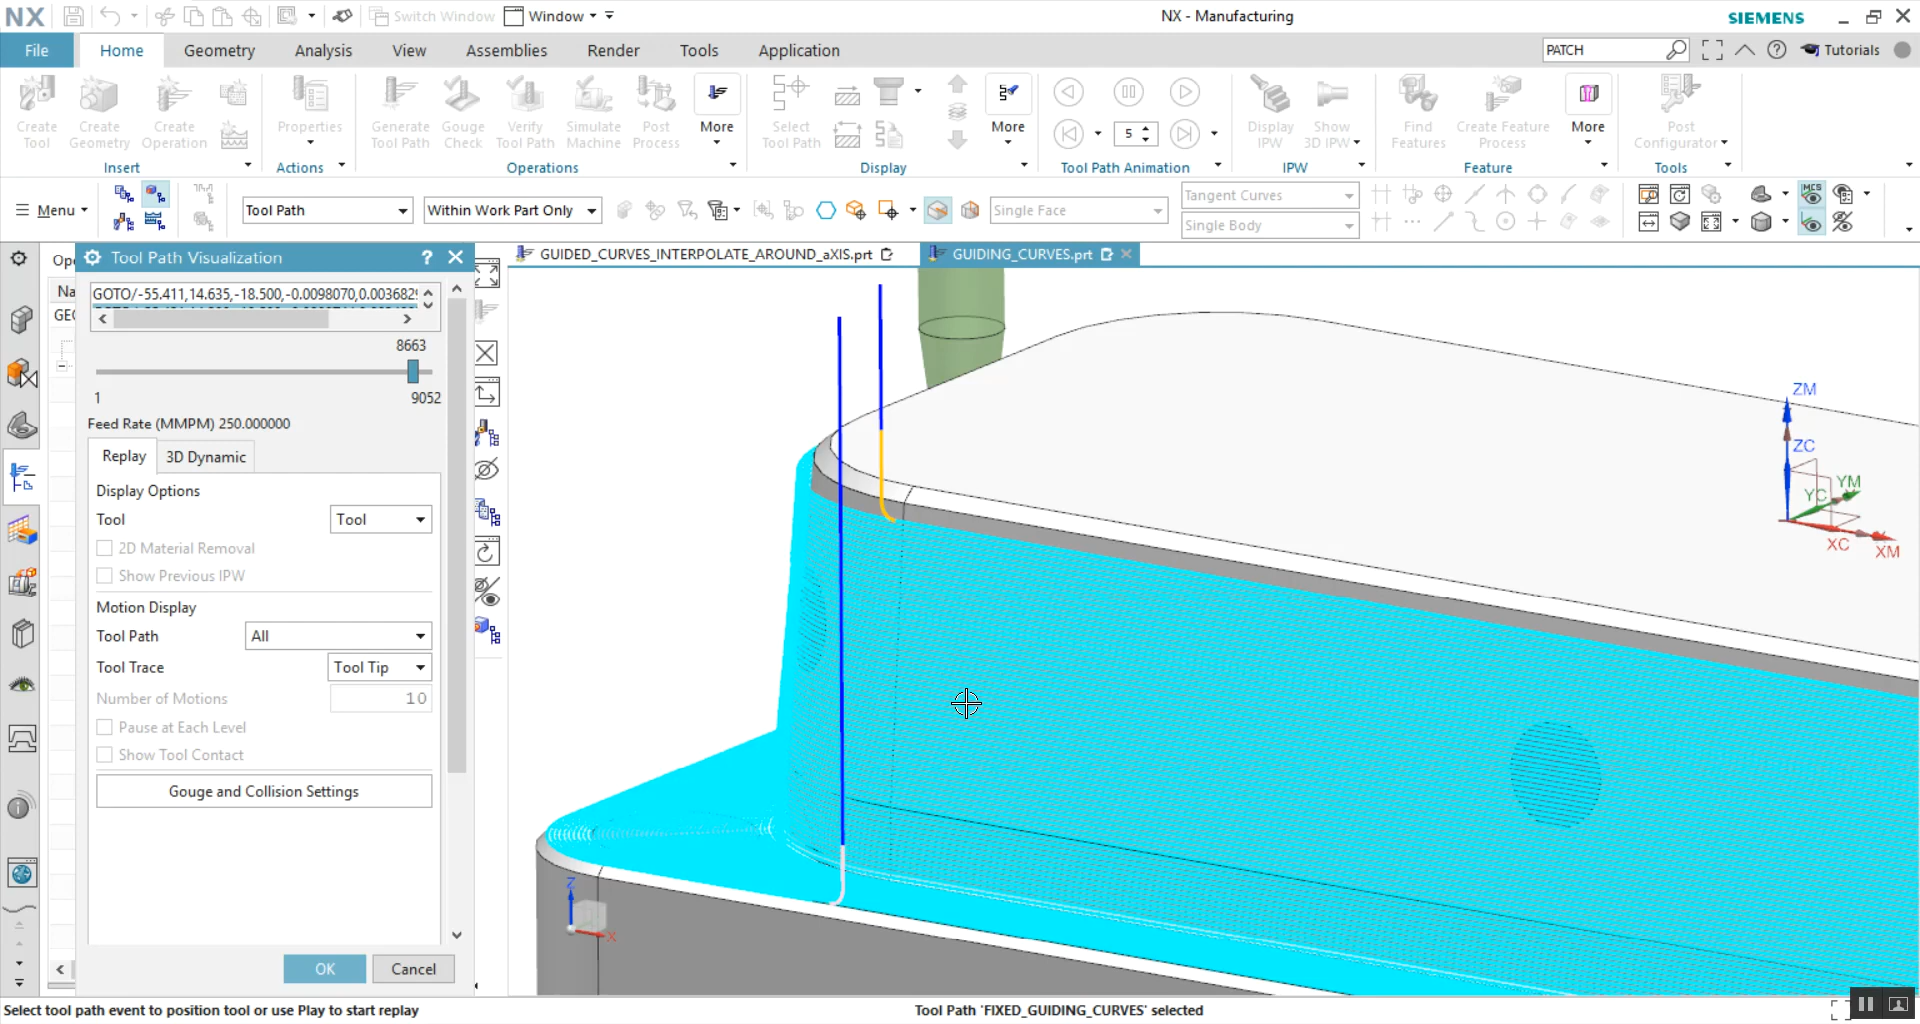 NX
Switch Window
Window
NX - Manufacturing
SIEMENS
File
Home
Geometry
Analysis
View
Assemblies
Render
Tools
Application
PATCH
Tutorials
Create Tool
Create Geometry
Create Operation
Insert
Properties
Actions
Generate Tool Path
Gouge Check
Verify Tool Path
Simulate Machine
Post Process
More
Operations
Select Tool Path
More
Display
5
Tool Path Animation
Display IPW
Show 3D IPW
IPW
Find Features
Create Feature Process
More
Feature
Post Configurator
Tools
Menu
Tool Path
Within Work Part Only
Single Face
Tangent Curves
Single Body
MCS
Tool Path Visualization
GUIDED_CURVES_INTERPOLATE_AROUND_aXIS.prt
GUIDING_CURVES.prt
Na
GOTO/-55.411,14.635,-18.500,-0.0098070,0.003682
8663
1
9052
Feed Rate (MMPM) 250.000000
Replay
3D Dynamic
Display Options
Tool
Tool
2D Material Removal
Show Previous IPW
Motion Display
Tool Path
All
Tool Trace
Tool Tip
Number of Motions
10
Pause at Each Level
Show Tool Contact
Gouge and Collision Settings
OK
Cancel
ZM
ZC
YM
YC
XC
XM
Z
X
Select tool path event to position tool or use Play to start replay
Tool Path 'FIXED_GUIDING_CURVES' selected